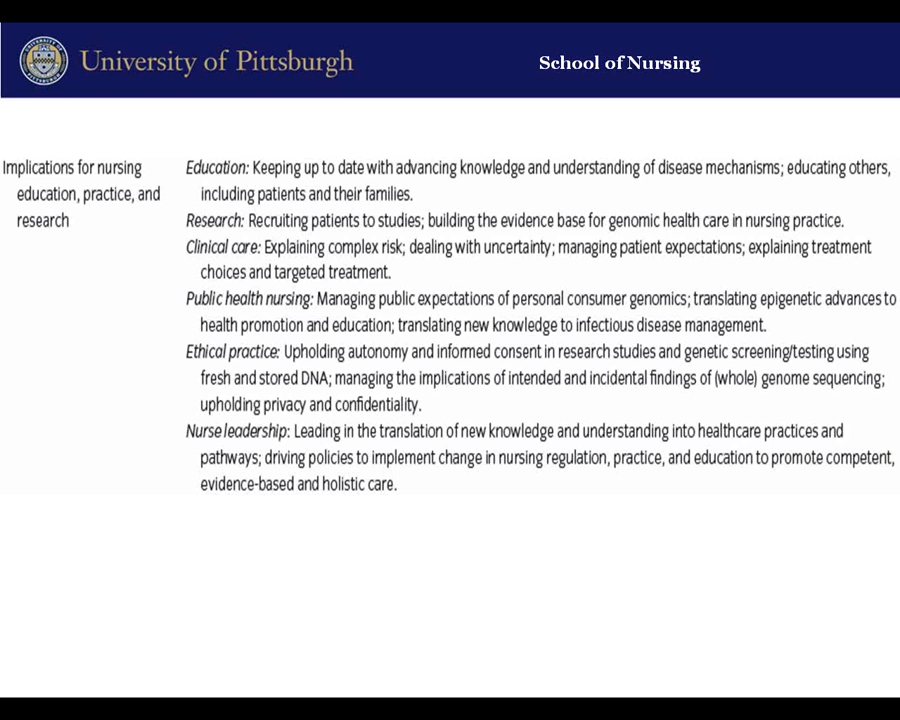 University of Pittsburgh
School of Nursing
Implications for nursing
education, practice, and
research
Education: Keeping up to date with advancing knowledge and understanding of disease mechanisms; educating others,
including patients and their families.
Research: Recruiting patients to studies; building the evidence base for genomic health care in nursing practice.
Clinical care: Explaining complex risk; dealing with uncertainty; managing patient expectations; explaining treatment
choices and targeted treatment.
Public health nursing: Managing public expectations of personal consumer genomics; translating epigenetic advances to
health promotion and education; translating new knowledge to infectious disease management.
Ethical practice: Upholding autonomy and informed consent in research studies and genetic screening/testing using
fresh and stored DNA; managing the implications of intended and incidental findings of (whole) genome sequencing;
upholding privacy and confidentiality.
Nurse leadership: Leading in the translation of new knowledge and understanding into healthcare practices and
pathways; driving policies to implement change in nursing regulation, practice, and education to promote competent,
evidence-based and holistic care.